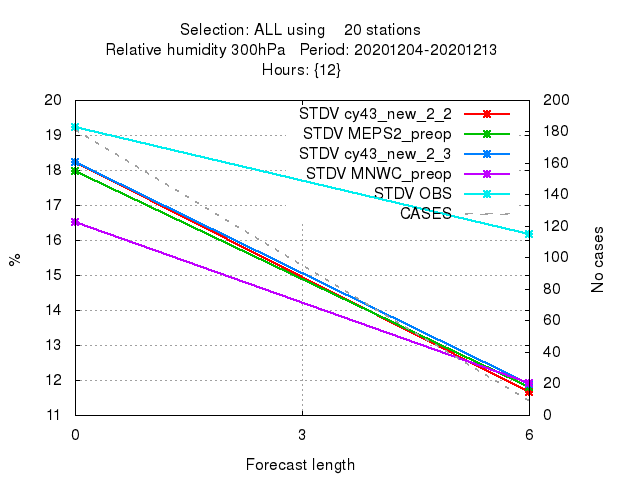 Selection: ALL using 20 stations
Relative humidity 300hPa Period: 20201204-20201213
Hours: {12}
20 200
STDV cy43_new_2_2
19 180
STDV MEPS2_preop
STDV cy43_new_2_3
18 160
STDV MNWC_preop
17 140
STDV OBS
CASES
16 120
% No cases
100
15 80
14
13 60
40
12 20
11 0
0 3 6
Forecast length